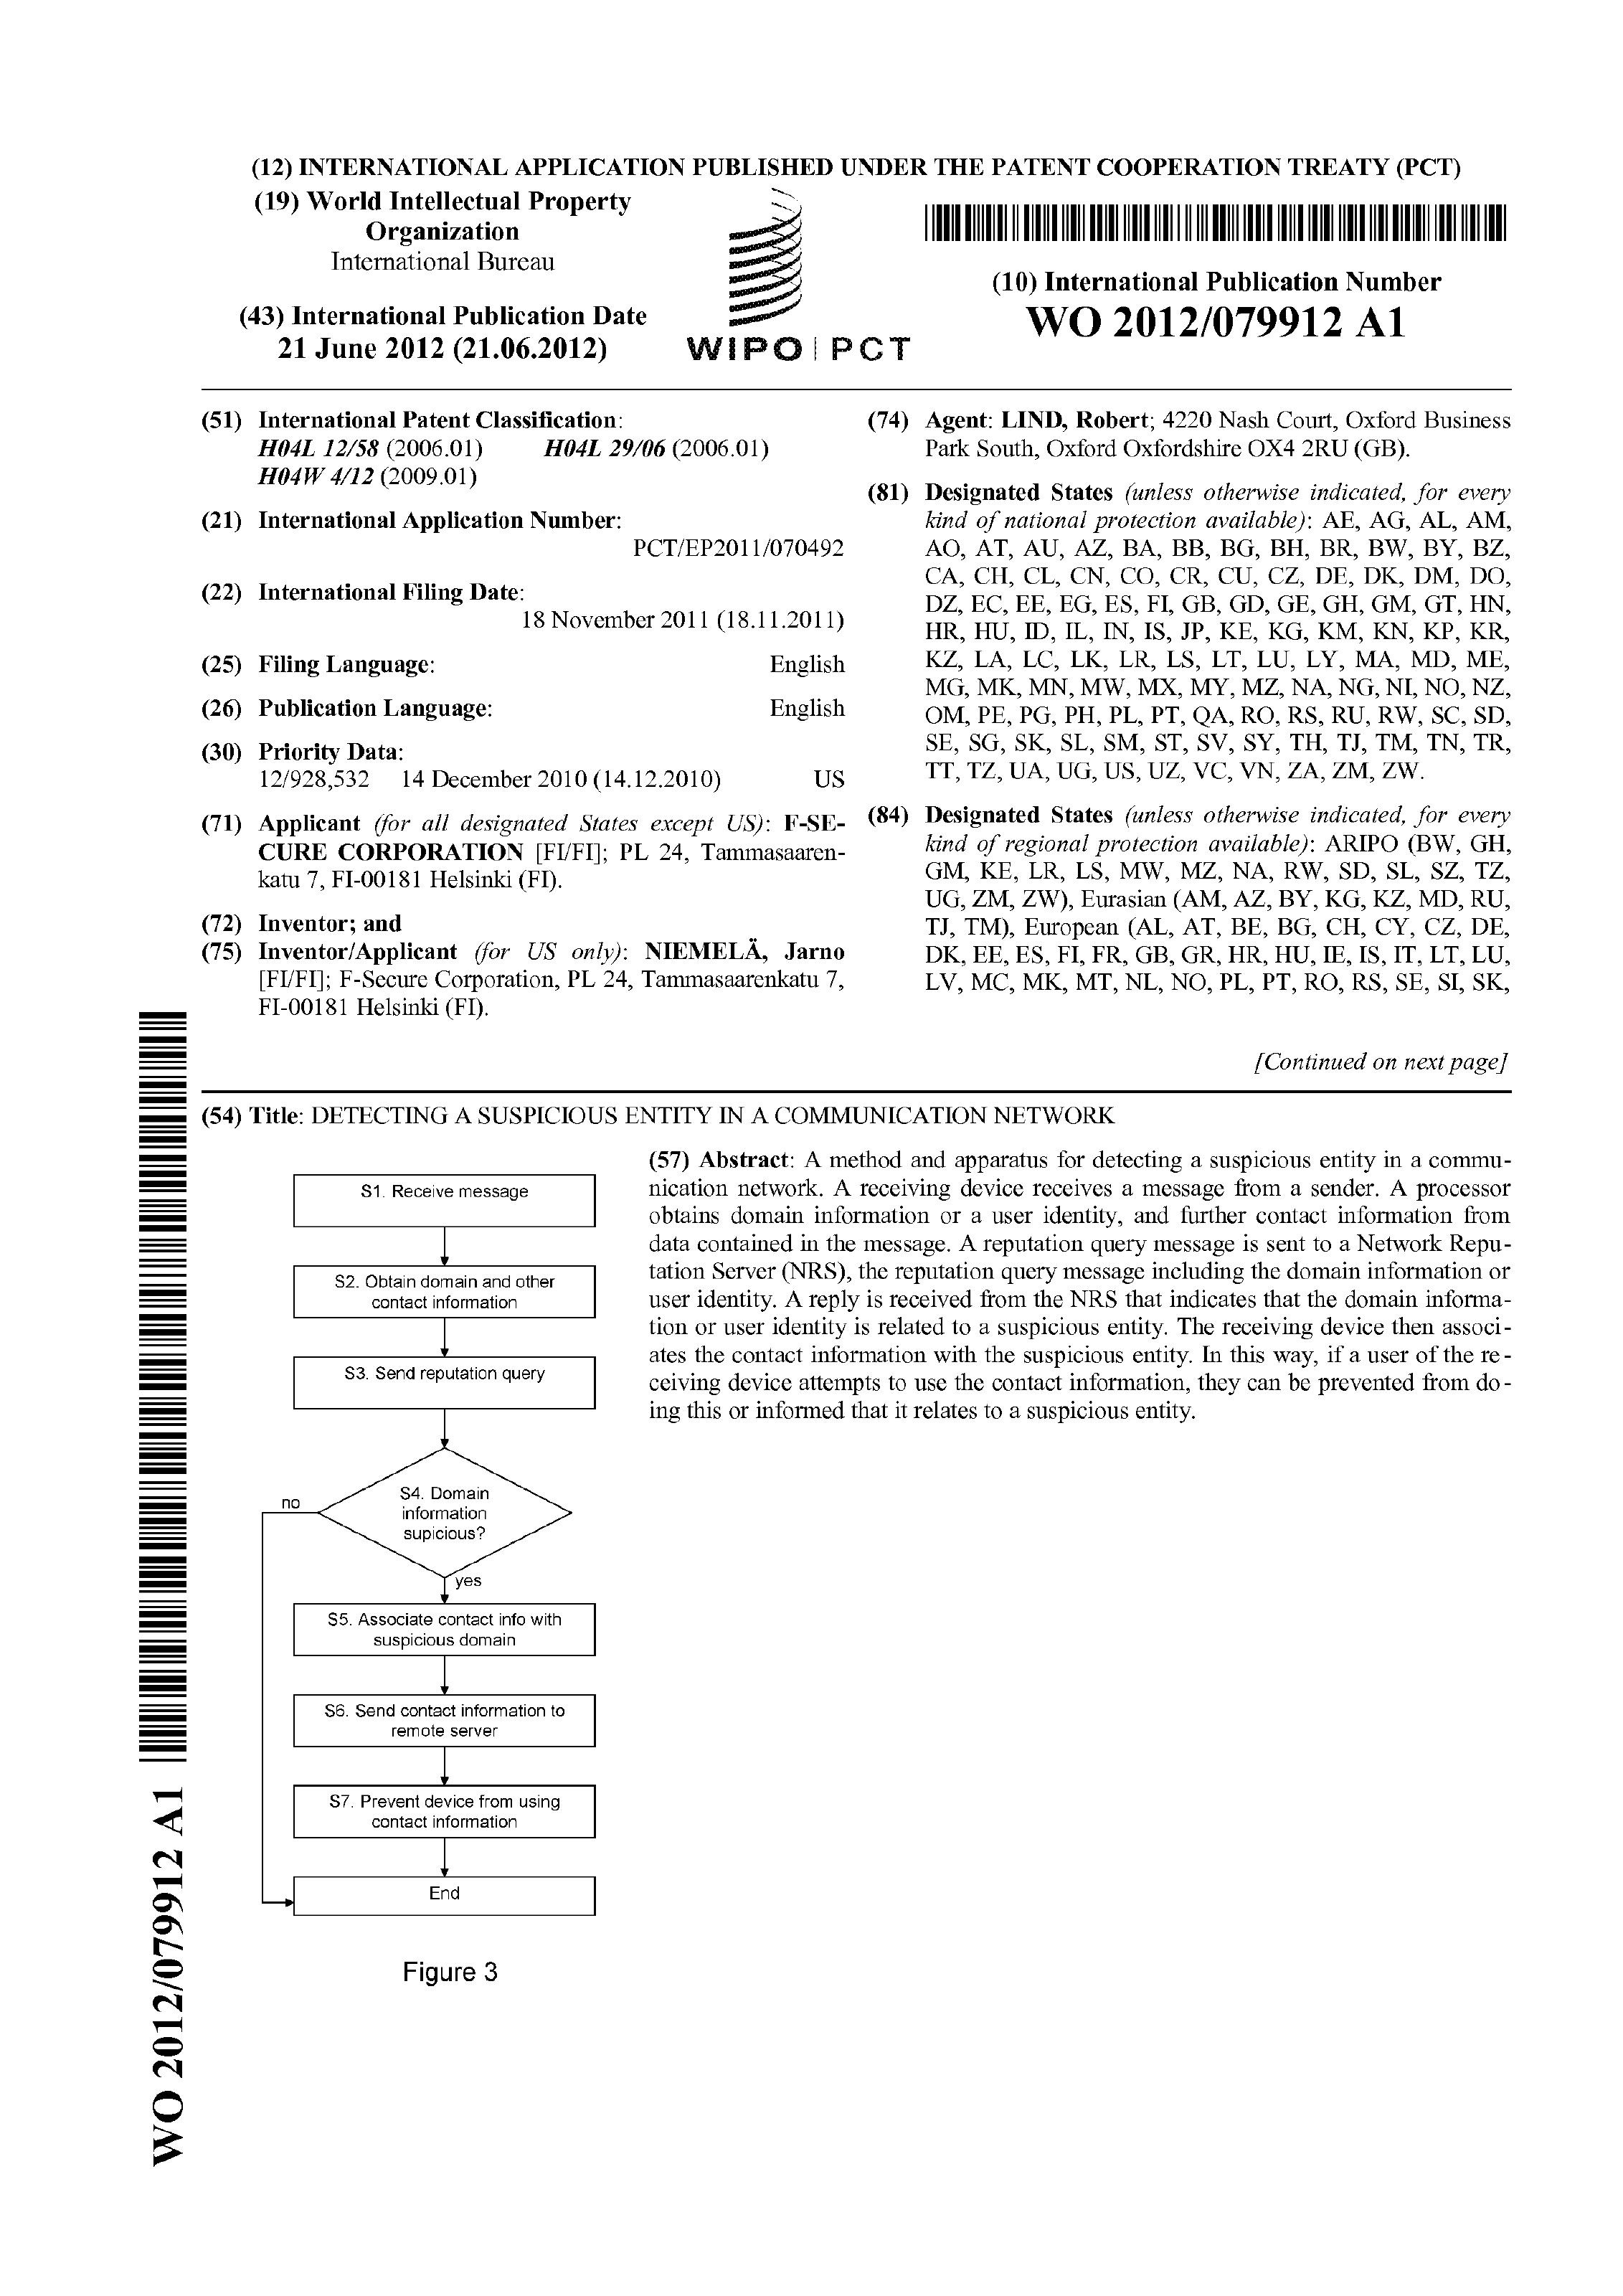 (12) INTERNATIONAL APPLICATION PUBLISHED UNDER THE PATENT COOPERATION TREATY (PCT)
(19) World Intellectual Property
Organization
International Bureau
(43) International Publication Date
21 June 2012 (21.06.2012)
WIPO | PCT
(10) International Publication Number
WO 2012/079912 A1
(51) International Patent Classification:
H04L 12/58 (2006.01) H04L 29/06 (2006.01)
H04W 4/12 (2009.01)
(21) International Application Number:
PCT/EP2011/070492
(22) International Filing Date:
18 November 2011 (18.11.2011)
(25) Filing Language: English
(26) Publication Language: English
(30) Priority Data:
12/928,532 14 December 2010 (14.12.2010) US
(71) Applicant (for all designated States except US): F-SE-
CURE CORPORATION [FI/FI]; PL 24, Tammasaaren-
katu 7, FI-00181 Helsinki (FI).
(72) Inventor; and
(75) Inventor/Applicant (for US only): NIEMELÄ, Jarno
[FI/FI]; F-Secure Corporation, PL 24, Tammasaarenkatu 7,
FI-00181 Helsinki (FI).
(74) Agent: LIND, Robert; 4220 Nash Court, Oxford Business
Park South, Oxford Oxfordshire OX4 2RU (GB).
(81) Designated States (unless otherwise indicated, for every
kind of national protection available): AE, AG, AL, AM,
AO, AT, AU, AZ, BA, BB, BG, BH, BR, BW, BY, BZ,
CA, CH, CL, CN, CO, CR, CU, CZ, DE, DK, DM, DO,
DZ, EC, EE, EG, ES, FI, GB, GD, GE, GH, GM, GT, HN,
HR, HU, ID, IL, IN, IS, JP, KE, KG, KM, KN, KP, KR,
KZ, LA, LC, LK, LR, LS, LT, LU, LY, MA, MD, ME,
MG, MK, MN, MW, MX, MY, MZ, NA, NG, NI, NO, NZ,
OM, PE, PG, PH, PL, PT, QA, RO, RS, RU, RW, SC, SD,
SE, SG, SK, SL, SM, ST, SV, SY, TH, TJ, TM, TN, TR,
TT, TZ, UA, UG, US, UZ, VC, VN, ZA, ZM, ZW.
(84) Designated States (unless otherwise indicated, for every
kind of regional protection available): ARIPO (BW, GH,
GM, KE, LR, LS, MW, MZ, NA, RW, SD, SL, SZ, TZ,
UG, ZM, ZW), Eurasian (AM, AZ, BY, KG, KZ, MD, RU,
TJ, TM), European (AL, AT, BE, BG, CH, CY, CZ, DE,
DK, EE, ES, FI, FR, GB, GR, HR, HU, IE, IS, IT, LT, LU,
LV, MC, MK, MT, NL, NO, PL, PT, RO, RS, SE, SI, SK,
[Continued on next page]
(54) Title: DETECTING A SUSPICIOUS ENTITY IN A COMMUNICATION NETWORK
S1. Receive message
S2. Obtain domain and other
contact information
S3. Send reputation query
S4. Domain
information
supicious?
no
yes
S5. Associate contact info with
suspicious domain
S6. Send contact information to
remote server
S7. Prevent device from using
contact information
End
Figure 3
(57) Abstract: A method and apparatus for detecting a suspicious entity in a commu-
nication network. A receiving device receives a message from a sender. A processor
obtains domain information or a user identity, and further contact information from
data contained in the message. A reputation query message is sent to a Network Repu-
tation Server (NRS), the reputation query message including the domain information or
user identity. A reply is received from the NRS that indicates that the domain informa-
tion or user identity is related to a suspicious entity. The receiving device then associ-
ates the contact information with the suspicious entity. In this way, if a user of the re-
ceiving device attempts to use the contact information, they can be prevented from do-
ing this or informed that it relates to a suspicious entity.
WO 2012/079912 A1